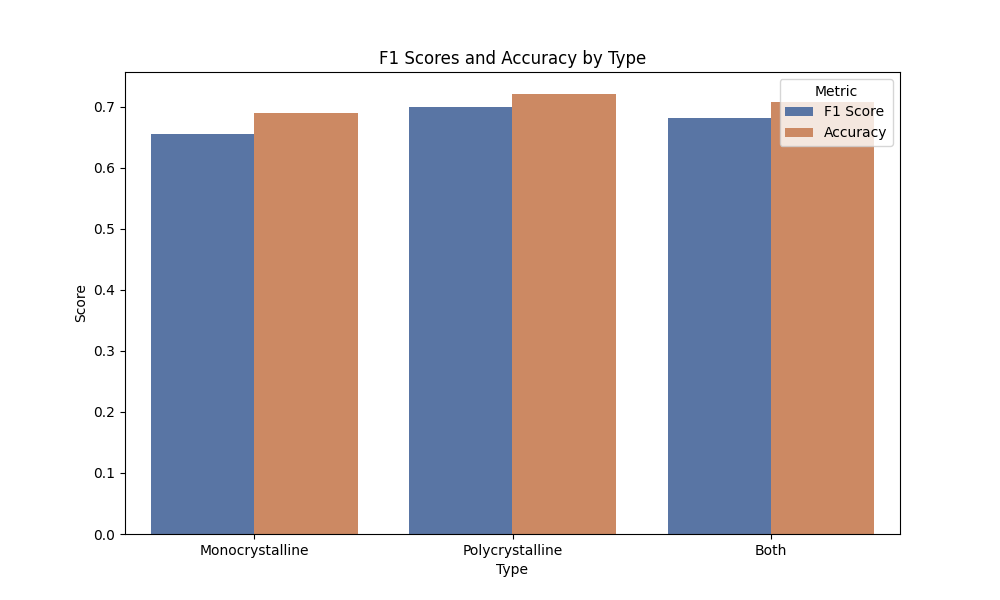 F1 Scores and Accuracy by Type
Metric
F1 Score
Accuracy
0.7
0.6
0.5
0.4
0.3
0.2
0.1
0.0
Score
Monocrystalline
Polycrystalline
Both
Type